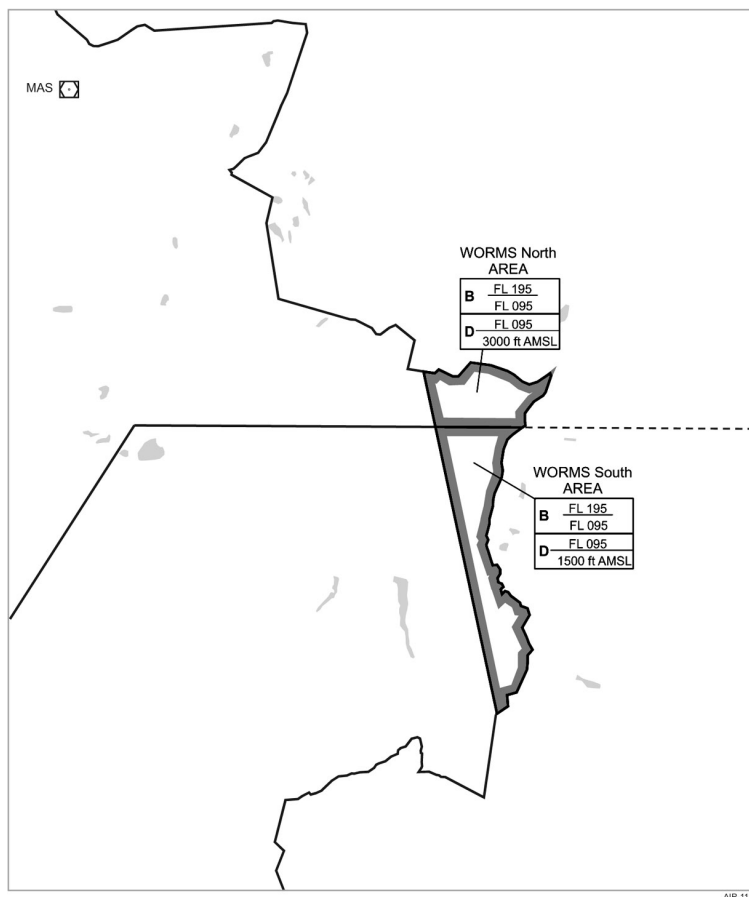 MAS
WORMS North
AREA
B FL 195
FL 095
D FL 095
3000 ft AMSL
WORMS South
AREA
B FL 195
FL 095
D FL 095
1500 ft AMSL